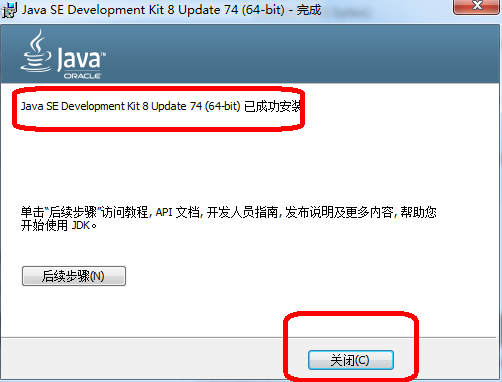 Java SE Development Kit 8 Update 74 (64-bit) - 完成
Java™
ORACLE
Java SE Development Kit 8 Update 74 (64-bit) 已成功安装
单击“后续步骤”访问教程, API 文档, 开发人员指南, 发布说明及更多内容, 帮助您
开始使用 JDK。
后续步骤(N)
关闭(C)